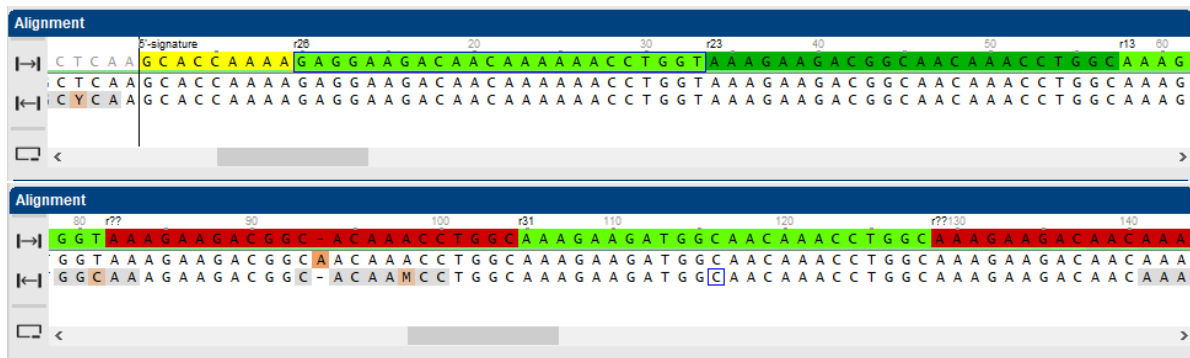 Alignment
5'-signature r26 20 30 r23 40 50 r13 60
C T C A A G C A C C A A A A G A G G A A G A C A A C A A A A A A C C T G G T A A A G A A G A C G G C A A C A A A C C T G G C A A A G
C T C A A G C A C C A A A A G A G G A A G A C A A C A A A A A A C C T G G T A A A G A A G A C G G C A A C A A A C C T G G C A A A G
C Y C A A G C A C C A A A A G A G G A A G A C A A C A A A A A A C C T G G T A A A G A A G A C G G C A A C A A A C C T G G C A A A G
Alignment
80 r?? 90 100 r31 110 120 r??130 140
G G T A A A G A A G A C G G C - A C A A A C C T G G C A A A G A A G A T G G C A A C A A A C C T G G C A A A G A A G A C A A C A A A
G G T A A A G A A G A C G G C A A C A A A C C T G G C A A A G A A G A T G G C A A C A A A C C T G G C A A A G A A G A C A A C A A A
G G C A A A G A A G A C G G C - A C A A M C C T G G C A A A G A A G A T G G C A A C A A A C C T G G C A A A G A A G A C A A C A A A